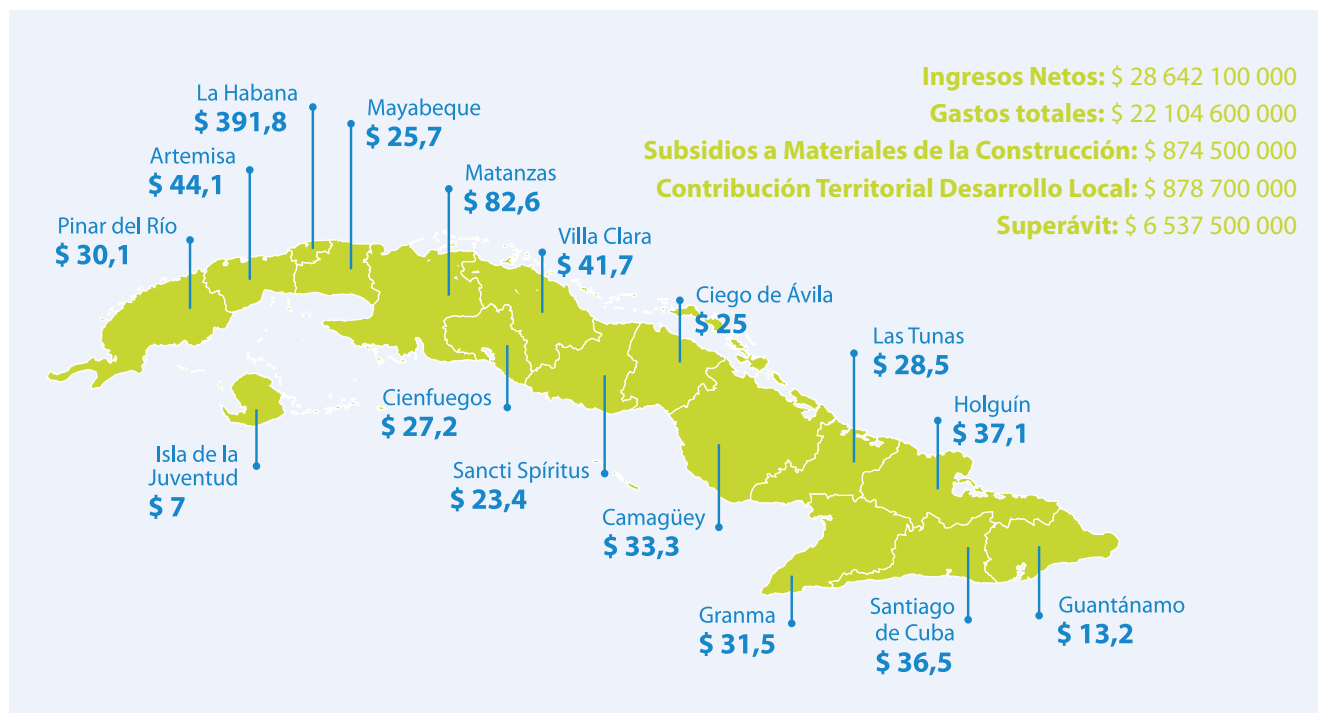 Ingresos Netos: $ 28 642 100 000
Gastos totales: $ 22 104 600 000
Subsidios a Materiales de la Construcción: $ 874 500 000
Contribución Territorial Desarrollo Local: $ 878 700 000
Superávit: $ 6 537 500 000
La Habana
$ 391,8
Mayabeque
$ 25,7
Artemisa
$ 44,1
Matanzas
$ 82,6
Pinar del Río
$ 30,1
Villa Clara
$ 41,7
Ciego de Ávila
$ 25
Las Tunas
$ 28,5
Cienfuegos
$ 27,2
Holguín
$ 37,1
Isla de la
Juventud
$ 7
Sancti Spíritus
$ 23,4
Camagüey
$ 33,3
Granma
$ 31,5
Santiago
de Cuba
$ 36,5
Guantánamo
$ 13,2